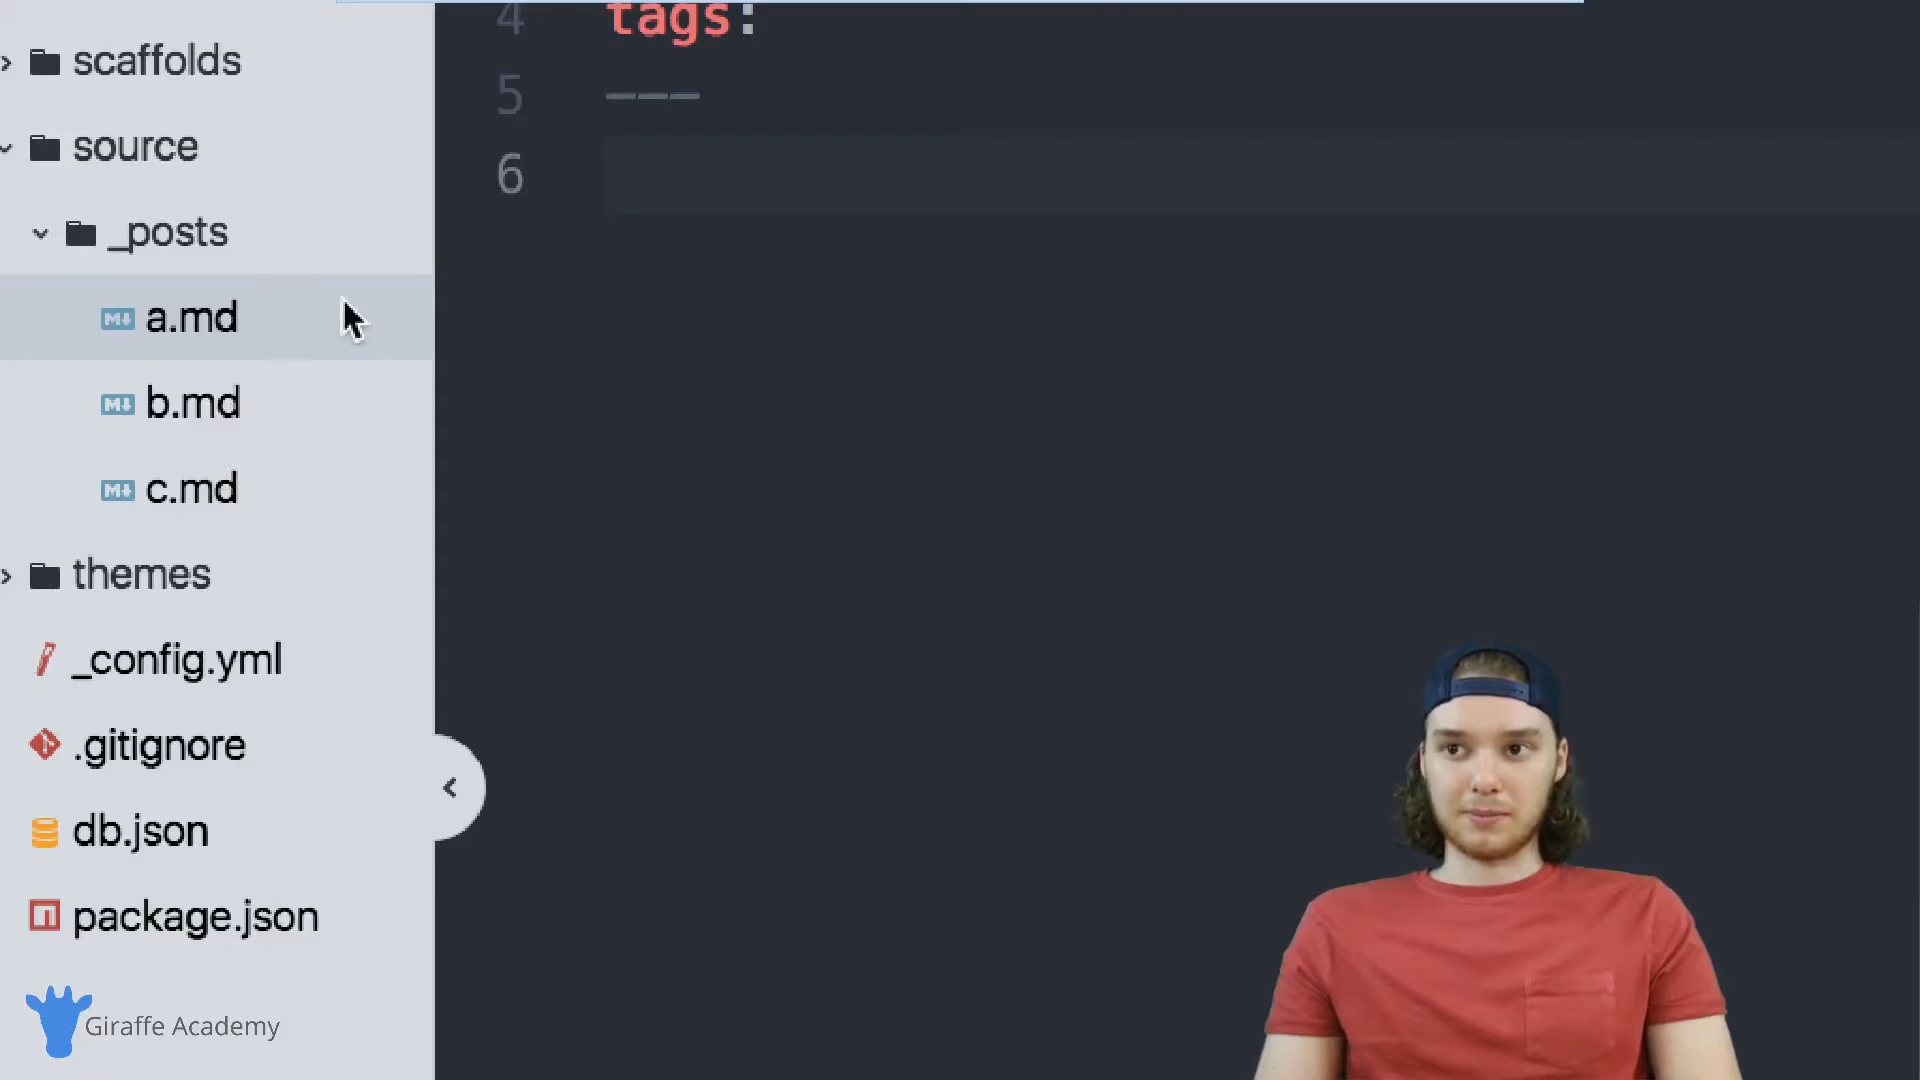 scaffolds
source
_posts
a.md
b.md
c.md
themes
_config.yml
.gitignore
db.json
package.json
Giraffe Academy
4 tags:
5 ---
6